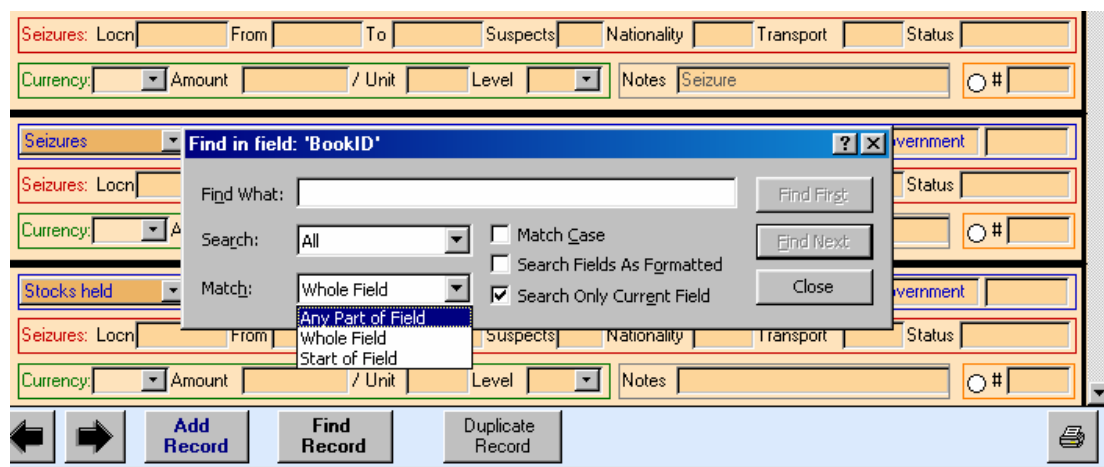 Seizures: Locn From To Suspects Nationality Transport Status
Currency: Amount / Unit Level Notes Seizure #
Seizures Find in field: 'BookID' ? X vernment
Seizures: Locn Find What: Find First Status
Currency: A Search: All Match Case Find Next #
Search Fields As Formatted
Stocks held Match: Whole Field Search Only Current Field Close vernment
Any Part of Field
Seizures: Locn From Whole Field Suspects Nationality Transport Status
Start of Field
Currency: Amount / Unit Level Notes #
Add Record Find Record Duplicate Record